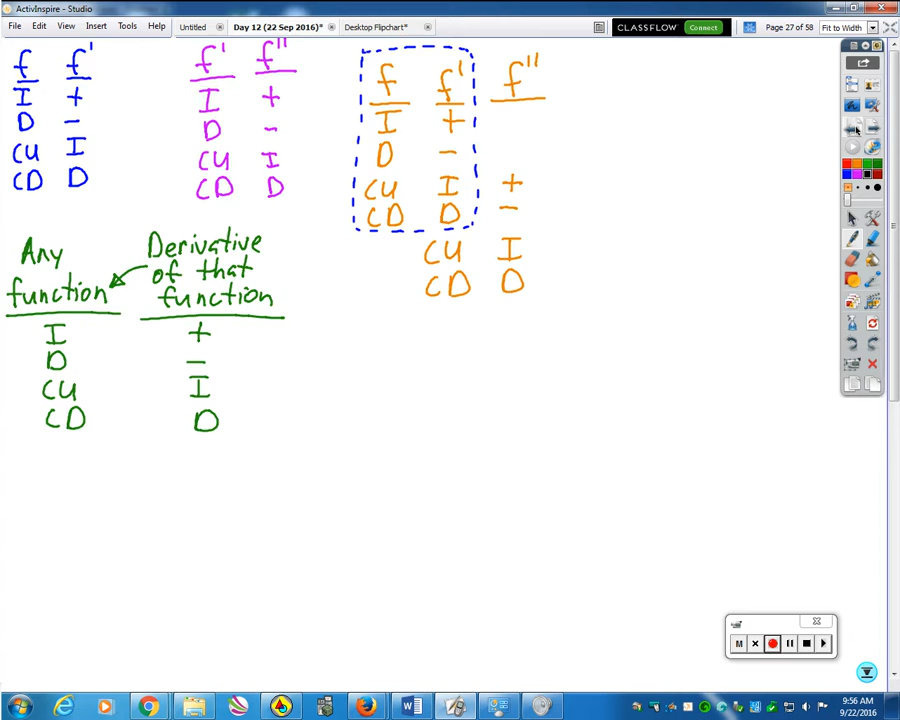 ActivInspire - Studio
File Edit View Insert Tools Help
Untitled Day 12 (22 Sep 2016)* Desktop Flipchart*
CLASSFLOW Connect
Page 27 of 58 Fit to Width
f f'
I +
D -
CU I
CD D
f' f''
I +
D -
CU I
CD D
f f' f''
I +
D -
CU I +
CD D -
CU I
CD D
Any function
Derivative
of that
function
I +
D -
CU I
CD D
M
W
9:56 AM
9/22/2016